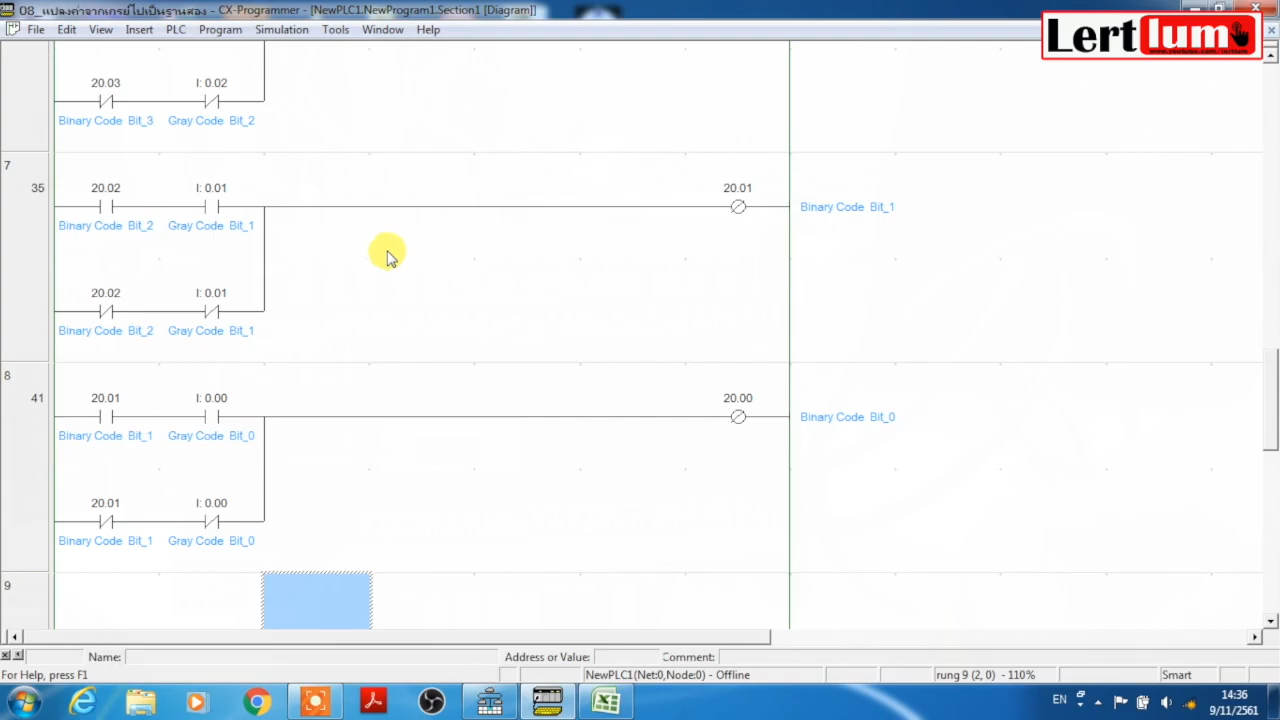 08_แปลงค่าจากเกรย์ไปเป็นฐานสอง - CX-Programmer - [NewPLC1.NewProgram1.Section1 [Diagram]]
File Edit View Insert PLC Program Simulation Tools Window Help
Lertlum
20.03 I: 0.02
Binary Code Bit_3 Gray Code Bit_2
7
35
20.02 I: 0.01 20.01
Binary Code Bit_1
Binary Code Bit_2 Gray Code Bit_1
20.02 I: 0.01
Binary Code Bit_2 Gray Code Bit_1
8
41
20.01 I: 0.00 20.00
Binary Code Bit_0
Binary Code Bit_1 Gray Code Bit_0
20.01 I: 0.00
Binary Code Bit_1 Gray Code Bit_0
9
Name: Address or Value: Comment:
For Help, press F1 NewPLC1(Net:0,Node:0) - Offline rung 9 (2, 0) - 110% Smart
EN 14:36
9/11/2561